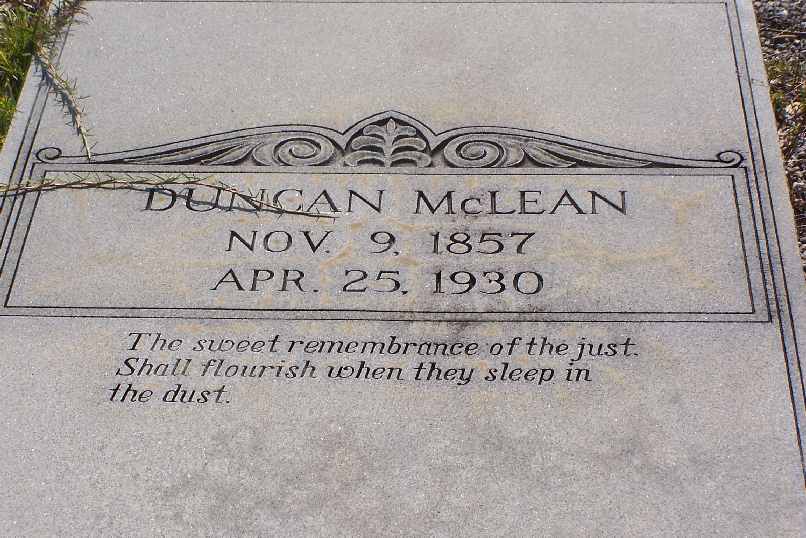 DUNCAN McLEAN
NOV. 9, 1857
APR. 25, 1930
The sweet remembrance of the just.
Shall flourish when they sleep in
the dust.